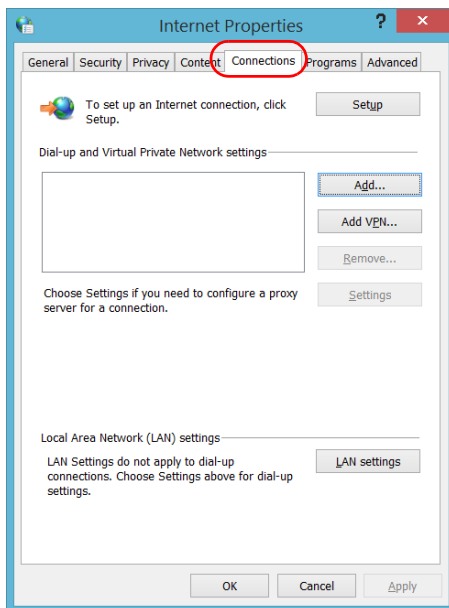 Internet Properties
?
×
General Security Privacy Content Connections Programs Advanced
To set up an Internet connection, click
Setup.
Setup
Dial-up and Virtual Private Network settings
Add...
Add VPN...
Remove...
Choose Settings if you need to configure a proxy
server for a connection.
Settings
Local Area Network (LAN) settings
LAN Settings do not apply to dial-up
connections. Choose Settings above for dial-up
settings.
LAN settings
OK Cancel Apply